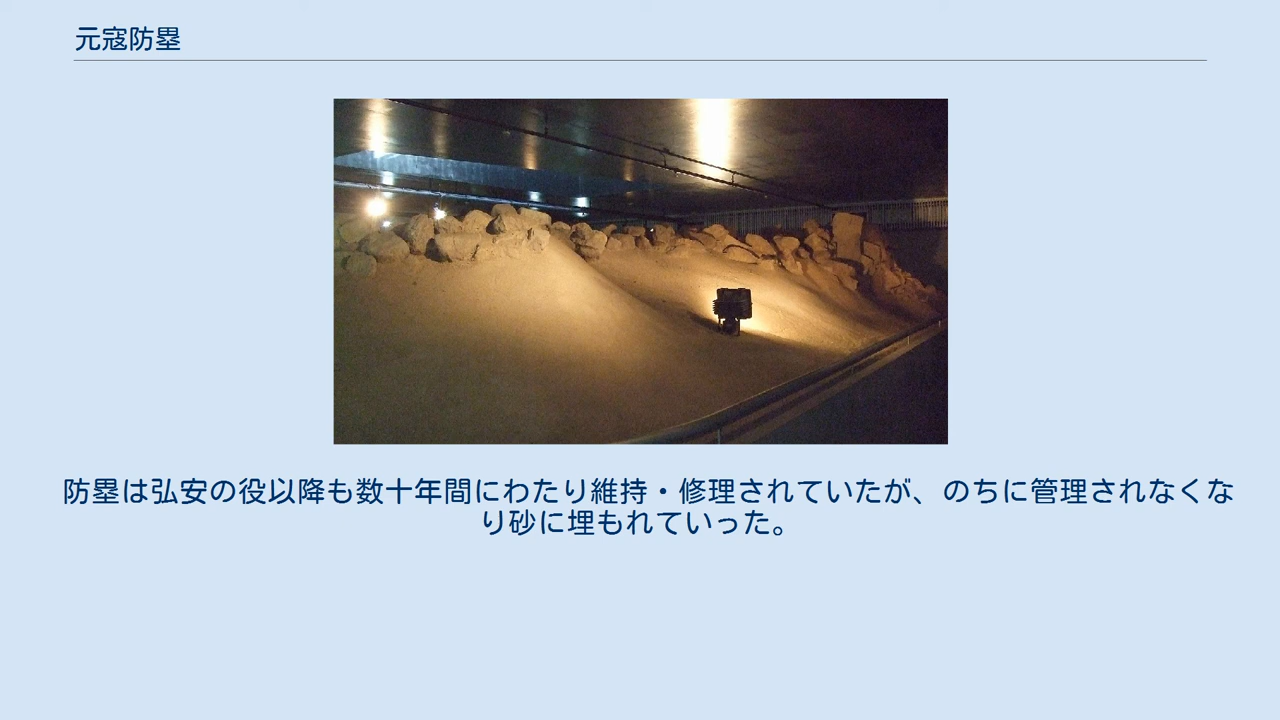 元寇防塁
防塁は弘安の役以降も数十年間にわたり維持・修理されていたが、のちに管理されなくな
り砂に埋もれていった。